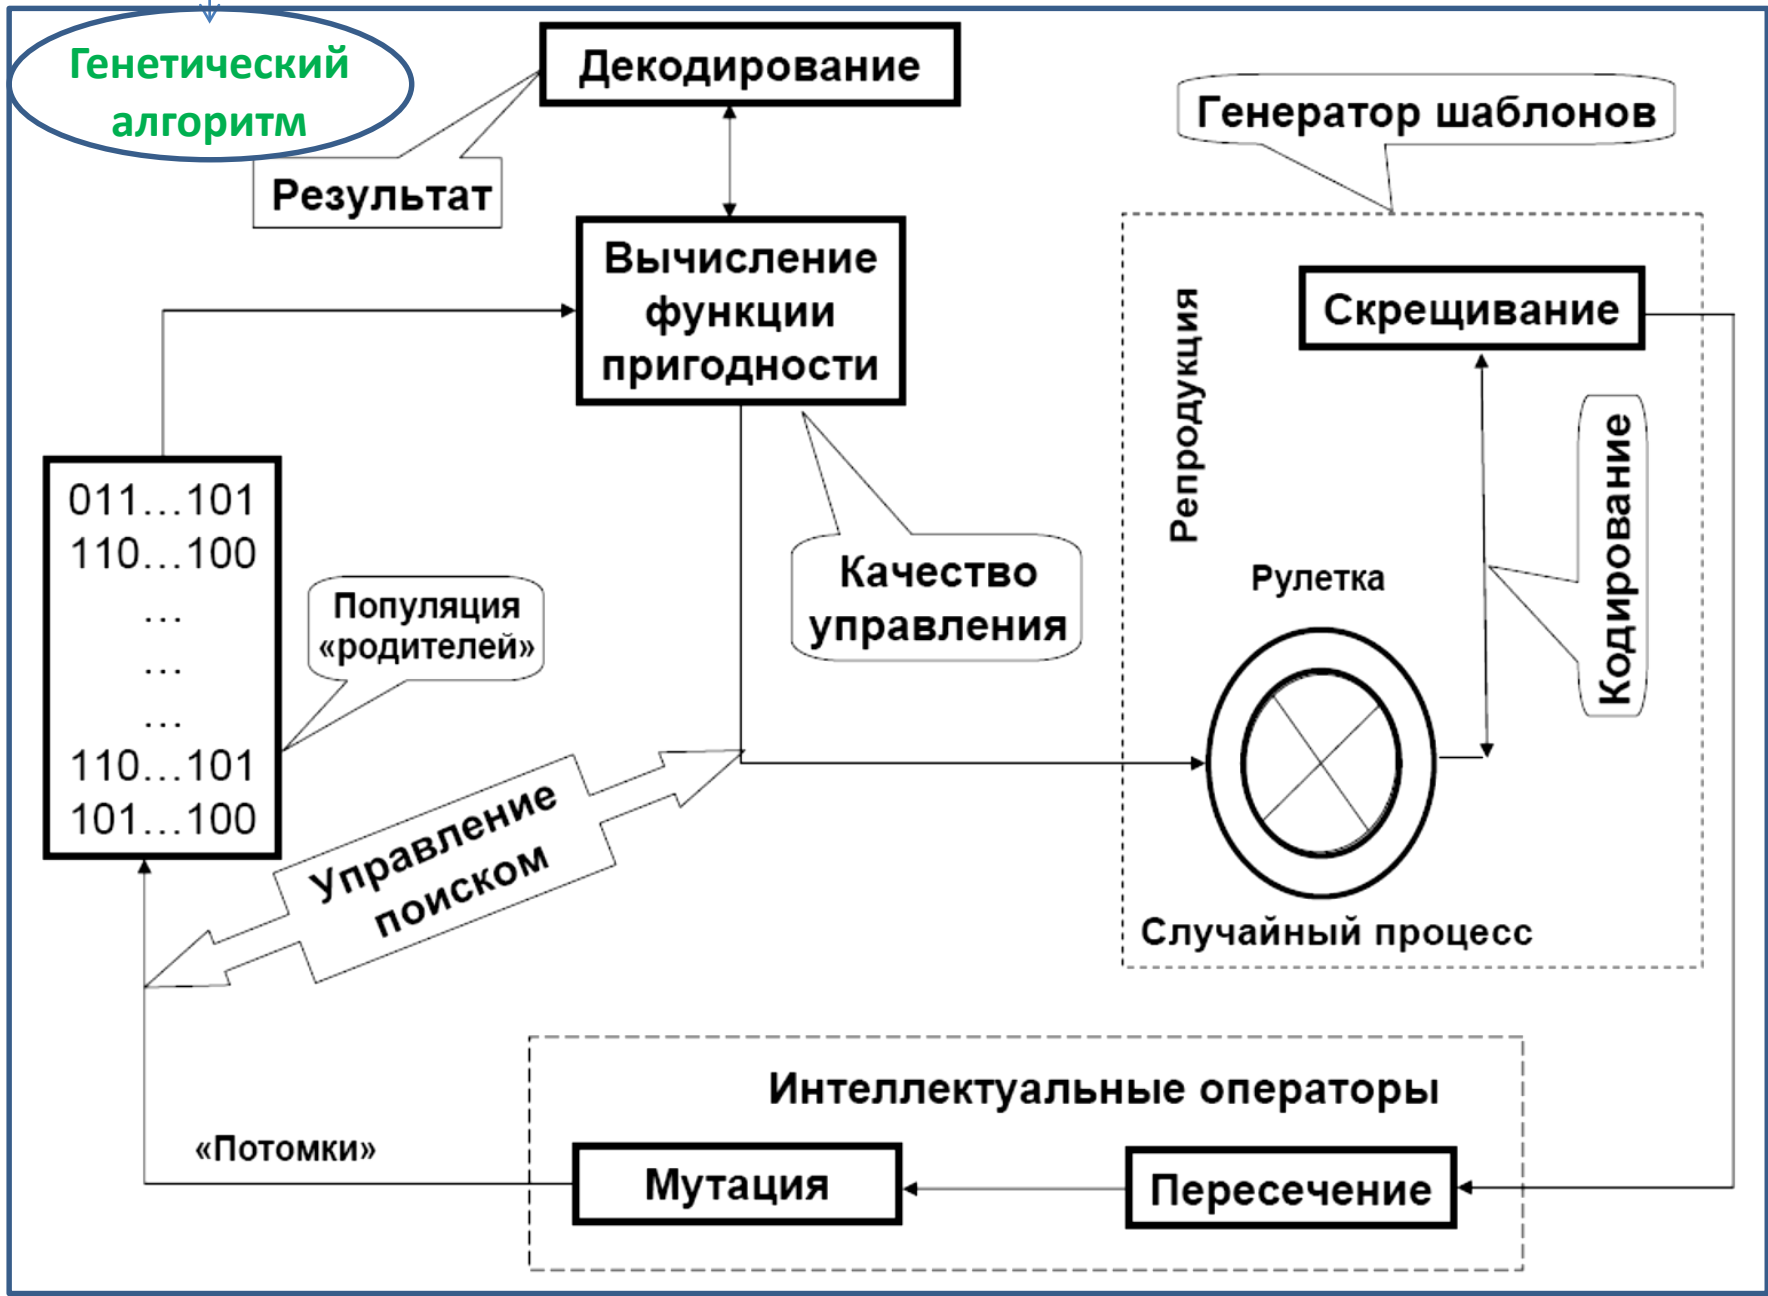 Генетический
алгоритм
Декодирование
Результат
Генератор шаблонов
Вычисление
функции
пригодности
Скрещивание
Репродукция
Кодирование
011...101
110...100
...
...
...
110...101
101...100
Популяция
«родителей»
Качество
управления
Рулетка
Случайный процесс
Управление
поиском
Интеллектуальные операторы
«Потомки»
Мутация
Пересечение